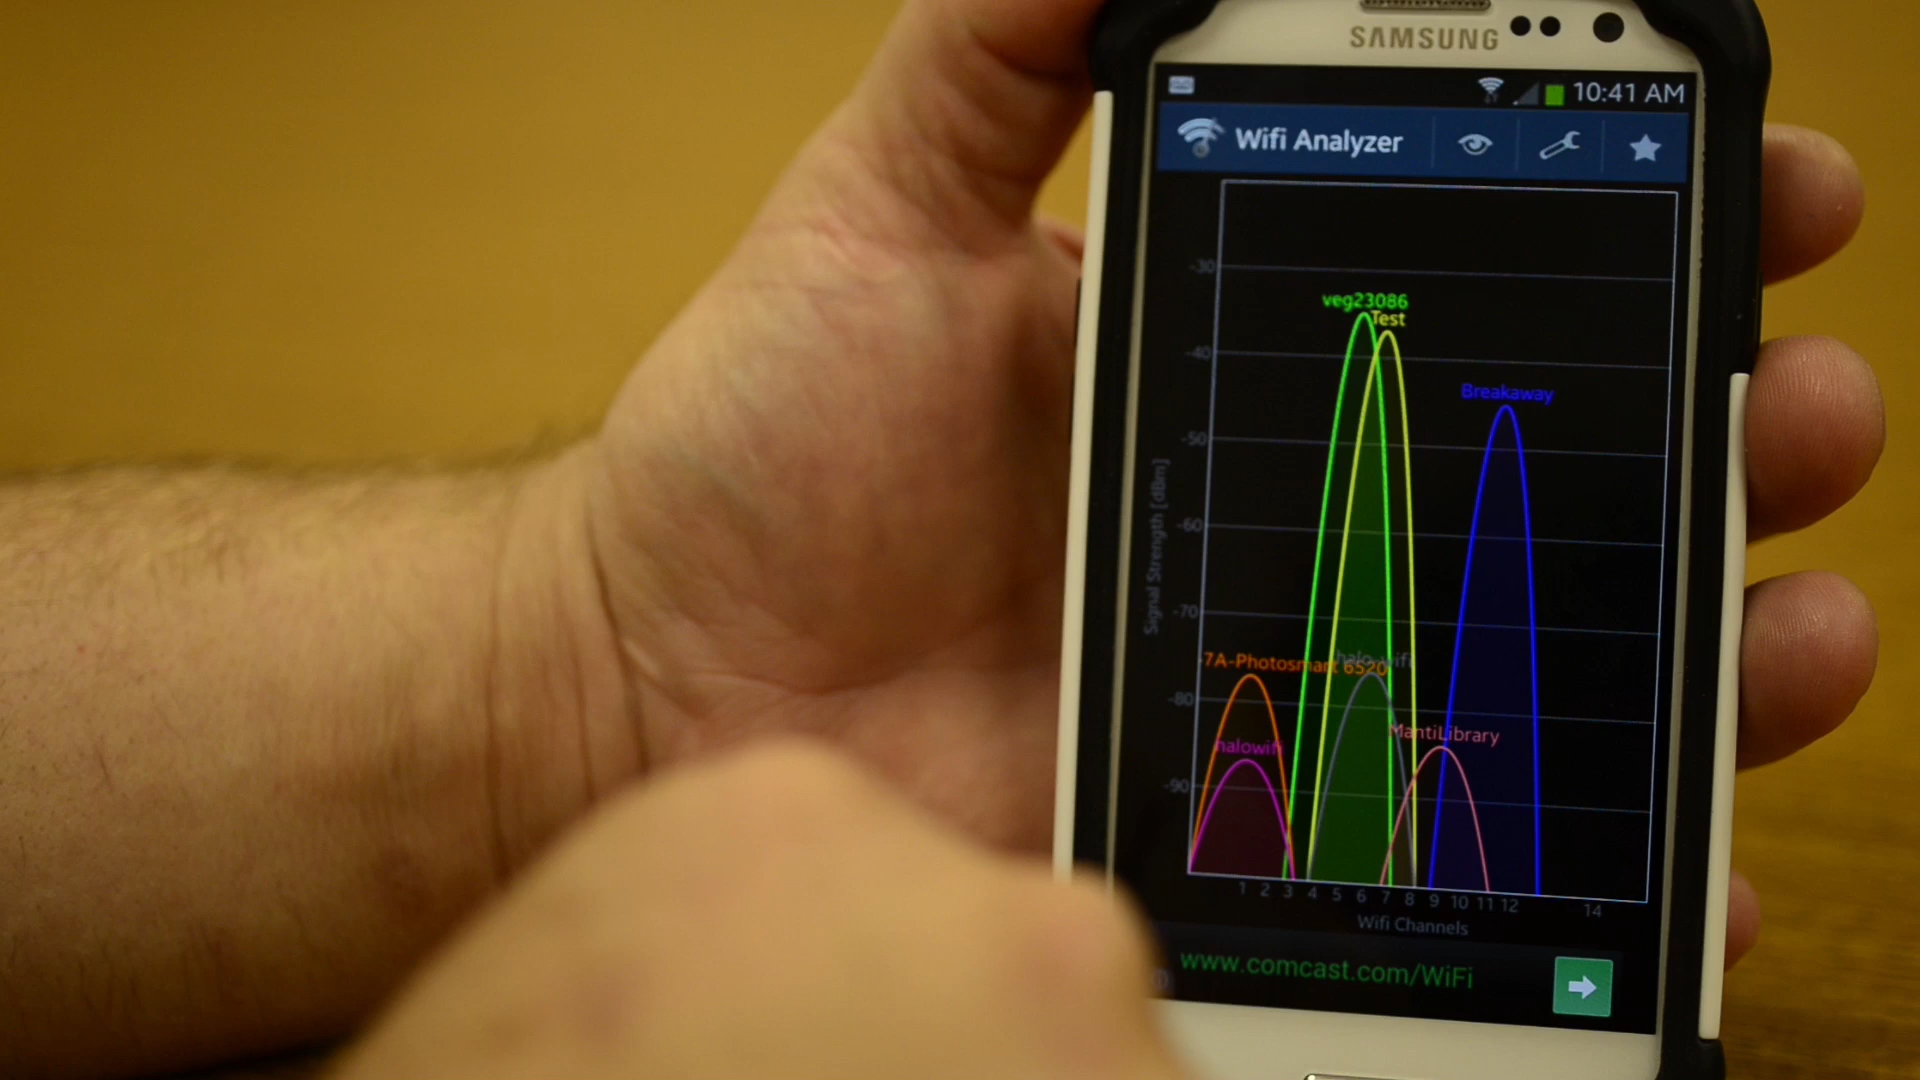 SAMSUNG
10:41 AM
Wifi Analyzer
-30
veg23086
Test
-40
Breakaway
-50
Signal Strength [dBm]
-60
-70
halo-wifi
7A-Photosmart 6520
-80
MantiLibrary
halowifi
-90
1 2 3 4 5 6 7 8 9 10 11 12 14
Wifi Channels
www.comcast.com/WiFi